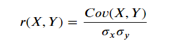 r(X,Y) = Cov(X,Y) / σxσy